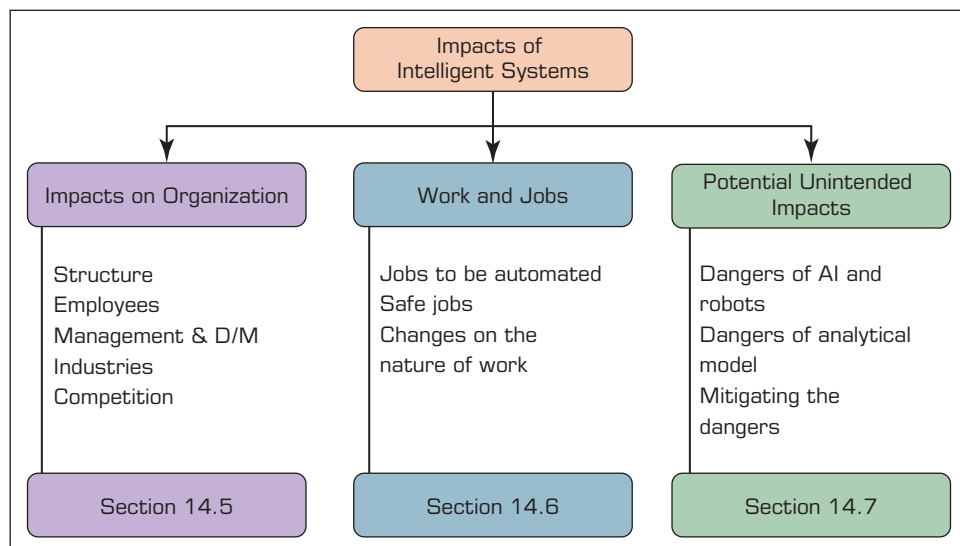 Impacts of
Intelligent Systems
Impacts on Organization
Structure
Employees
Management & D/M
Industries
Competition
Section 14.5
Work and Jobs
Jobs to be automated
Safe jobs
Changes on the
nature of work
Section 14.6
Potential Unintended
Impacts
Dangers of AI and
robots
Dangers of analytical
model
Mitigating the
dangers
Section 14.7